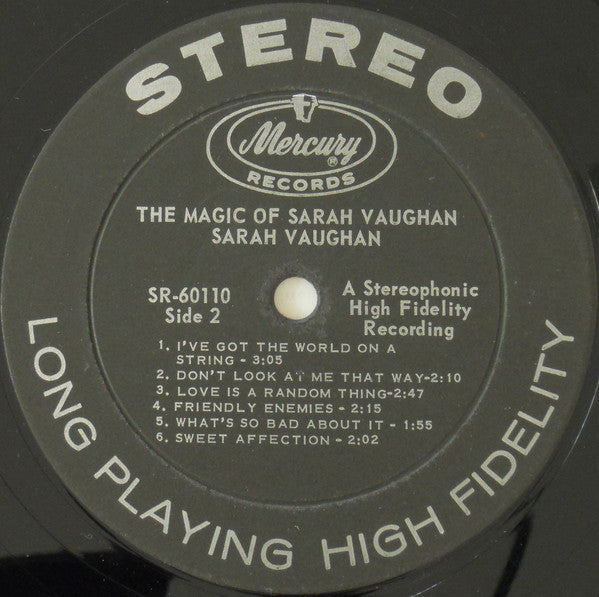 STEREO
Mercury
®
RECORDS
THE MAGIC OF SARAH VAUGHAN
SARAH VAUGHAN
SR-60110
Side 2
A Stereophonic
High Fidelity
Recording
1. I'VE GOT THE WORLD ON A
STRING - 3:05
2. DON'T LOOK AT ME THAT WAY-2:10
3. LOVE IS A RANDOM THING-2:47
4. FRIENDLY ENEMIES - 2:15
5. WHAT'S SO BAD ABOUT IT - 1:55
6. SWEET AFFECTION - 2:02
LONG PLAYING HIGH FIDELITY